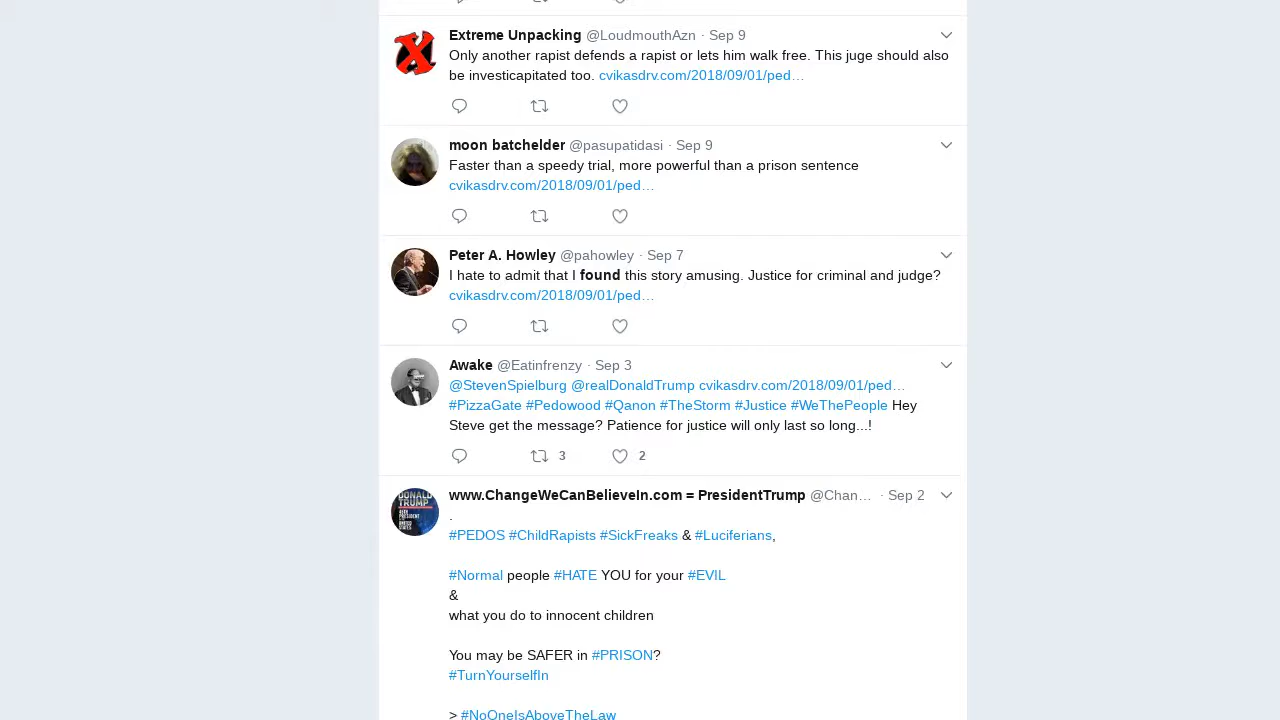 Extreme Unpacking @LoudmouthAzn · Sep 9
Only another rapist defends a rapist or lets him walk free. This juge should also
be investicapitated too. cvikasdrv.com/2018/09/01/ped…
moon batchelder @pasupatidasi · Sep 9
Faster than a speedy trial, more powerful than a prison sentence
cvikasdrv.com/2018/09/01/ped…
Peter A. Howley @pahowley · Sep 7
I hate to admit that I found this story amusing. Justice for criminal and judge?
cvikasdrv.com/2018/09/01/ped…
Awake @Eatinfrenzy · Sep 3
@StevenSpielburg @realDonaldTrump cvikasdrv.com/2018/09/01/ped…
#PizzaGate #Pedowood #Qanon #TheStorm #Justice #WeThePeople Hey
Steve get the message? Patience for justice will only last so long...!
3 2
www.ChangeWeCanBelieveIn.com = PresidentTrump @Chan… · Sep 2
.
#PEDOS #ChildRapists #SickFreaks & #Luciferians,
#Normal people #HATE YOU for your #EVIL
&
what you do to innocent children
You may be SAFER in #PRISON?
#TurnYourselfIn
> #NoOneIsAboveTheLaw